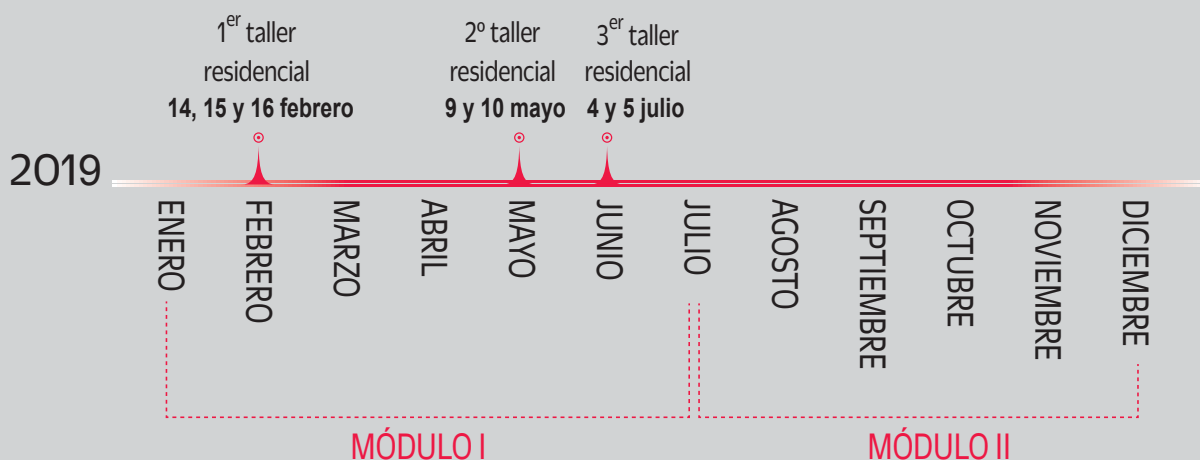 1er taller
residencial
14, 15 y 16 febrero
2º taller
residencial
9 y 10 mayo
3er taller
residencial
4 y 5 julio
2019
ENERO
FEBRERO
MARZO
ABRIL
MAYO
JUNIO
JULIO
AGOSTO
SEPTIEMBRE
OCTUBRE
NOVIEMBRE
DICIEMBRE
MÓDULO I
MÓDULO II